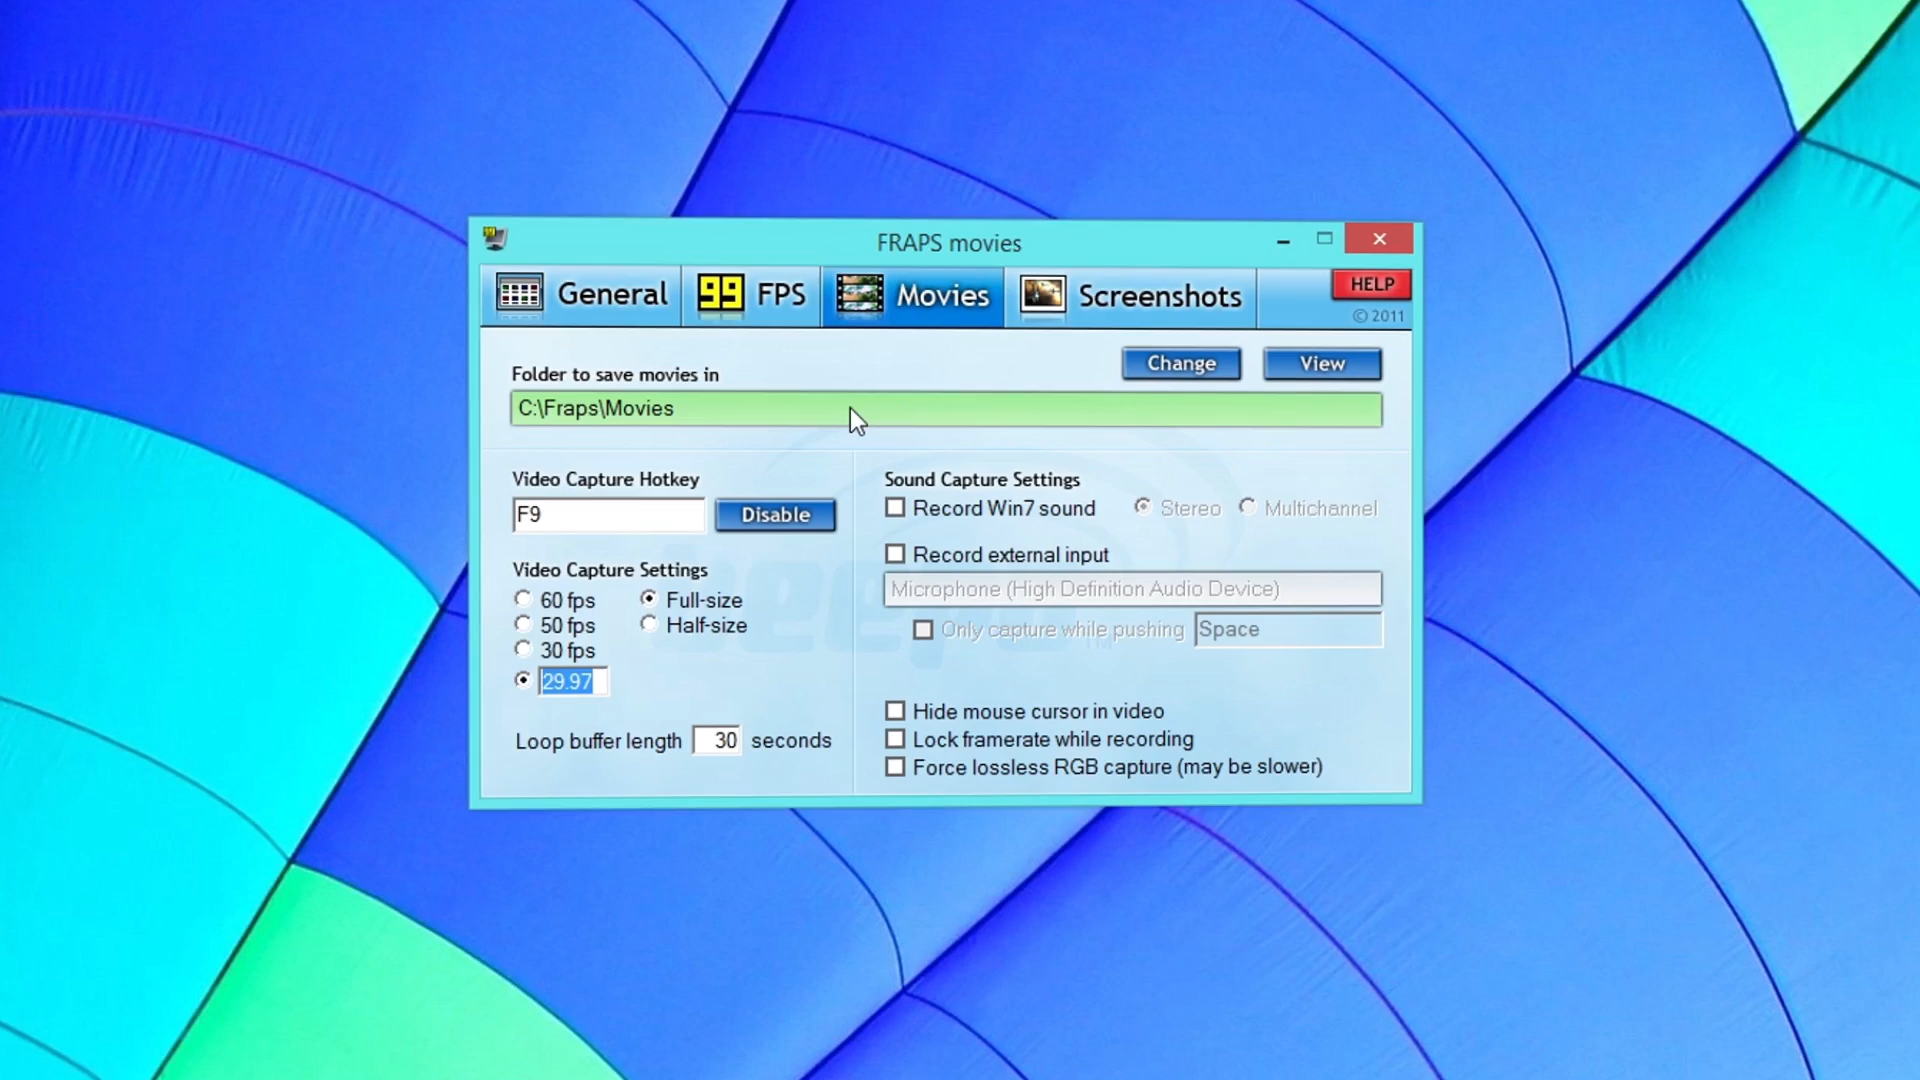 FRAPS movies
General
99 FPS
Movies
Screenshots
HELP
© 2011
Folder to save movies in
Change
View
C:\Fraps\Movies
Video Capture Hotkey
F9
Disable
Video Capture Settings
60 fps
Full-size
50 fps
Half-size
30 fps
29.97
Loop buffer length 30 seconds
Sound Capture Settings
Record Win7 sound
Stereo
Multichannel
Record external input
Microphone (High Definition Audio Device)
Only capture while pushing Space
Hide mouse cursor in video
Lock framerate while recording
Force lossless RGB capture (may be slower)